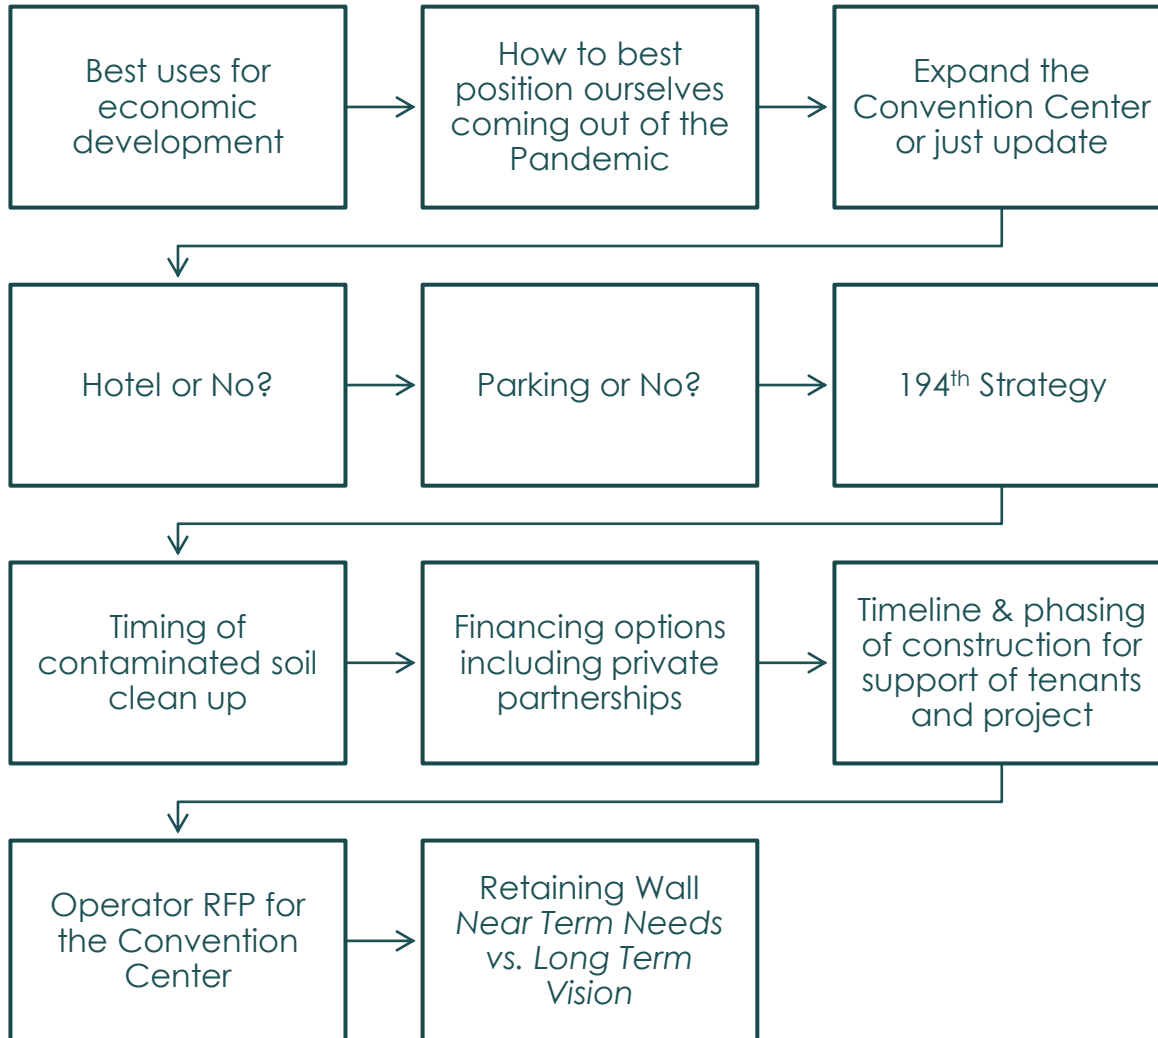 Best uses for
economic
development
How to best
position ourselves
coming out of the
Pandemic
Expand the
Convention Center
or just update
Hotel or No?
Parking or No?
194th Strategy
Timing of
contaminated soil
clean up
Financing options
including private
partnerships
Timeline & phasing
of construction for
support of tenants
and project
Operator RFP for
the Convention
Center
Retaining Wall
Near Term Needs
vs. Long Term
Vision